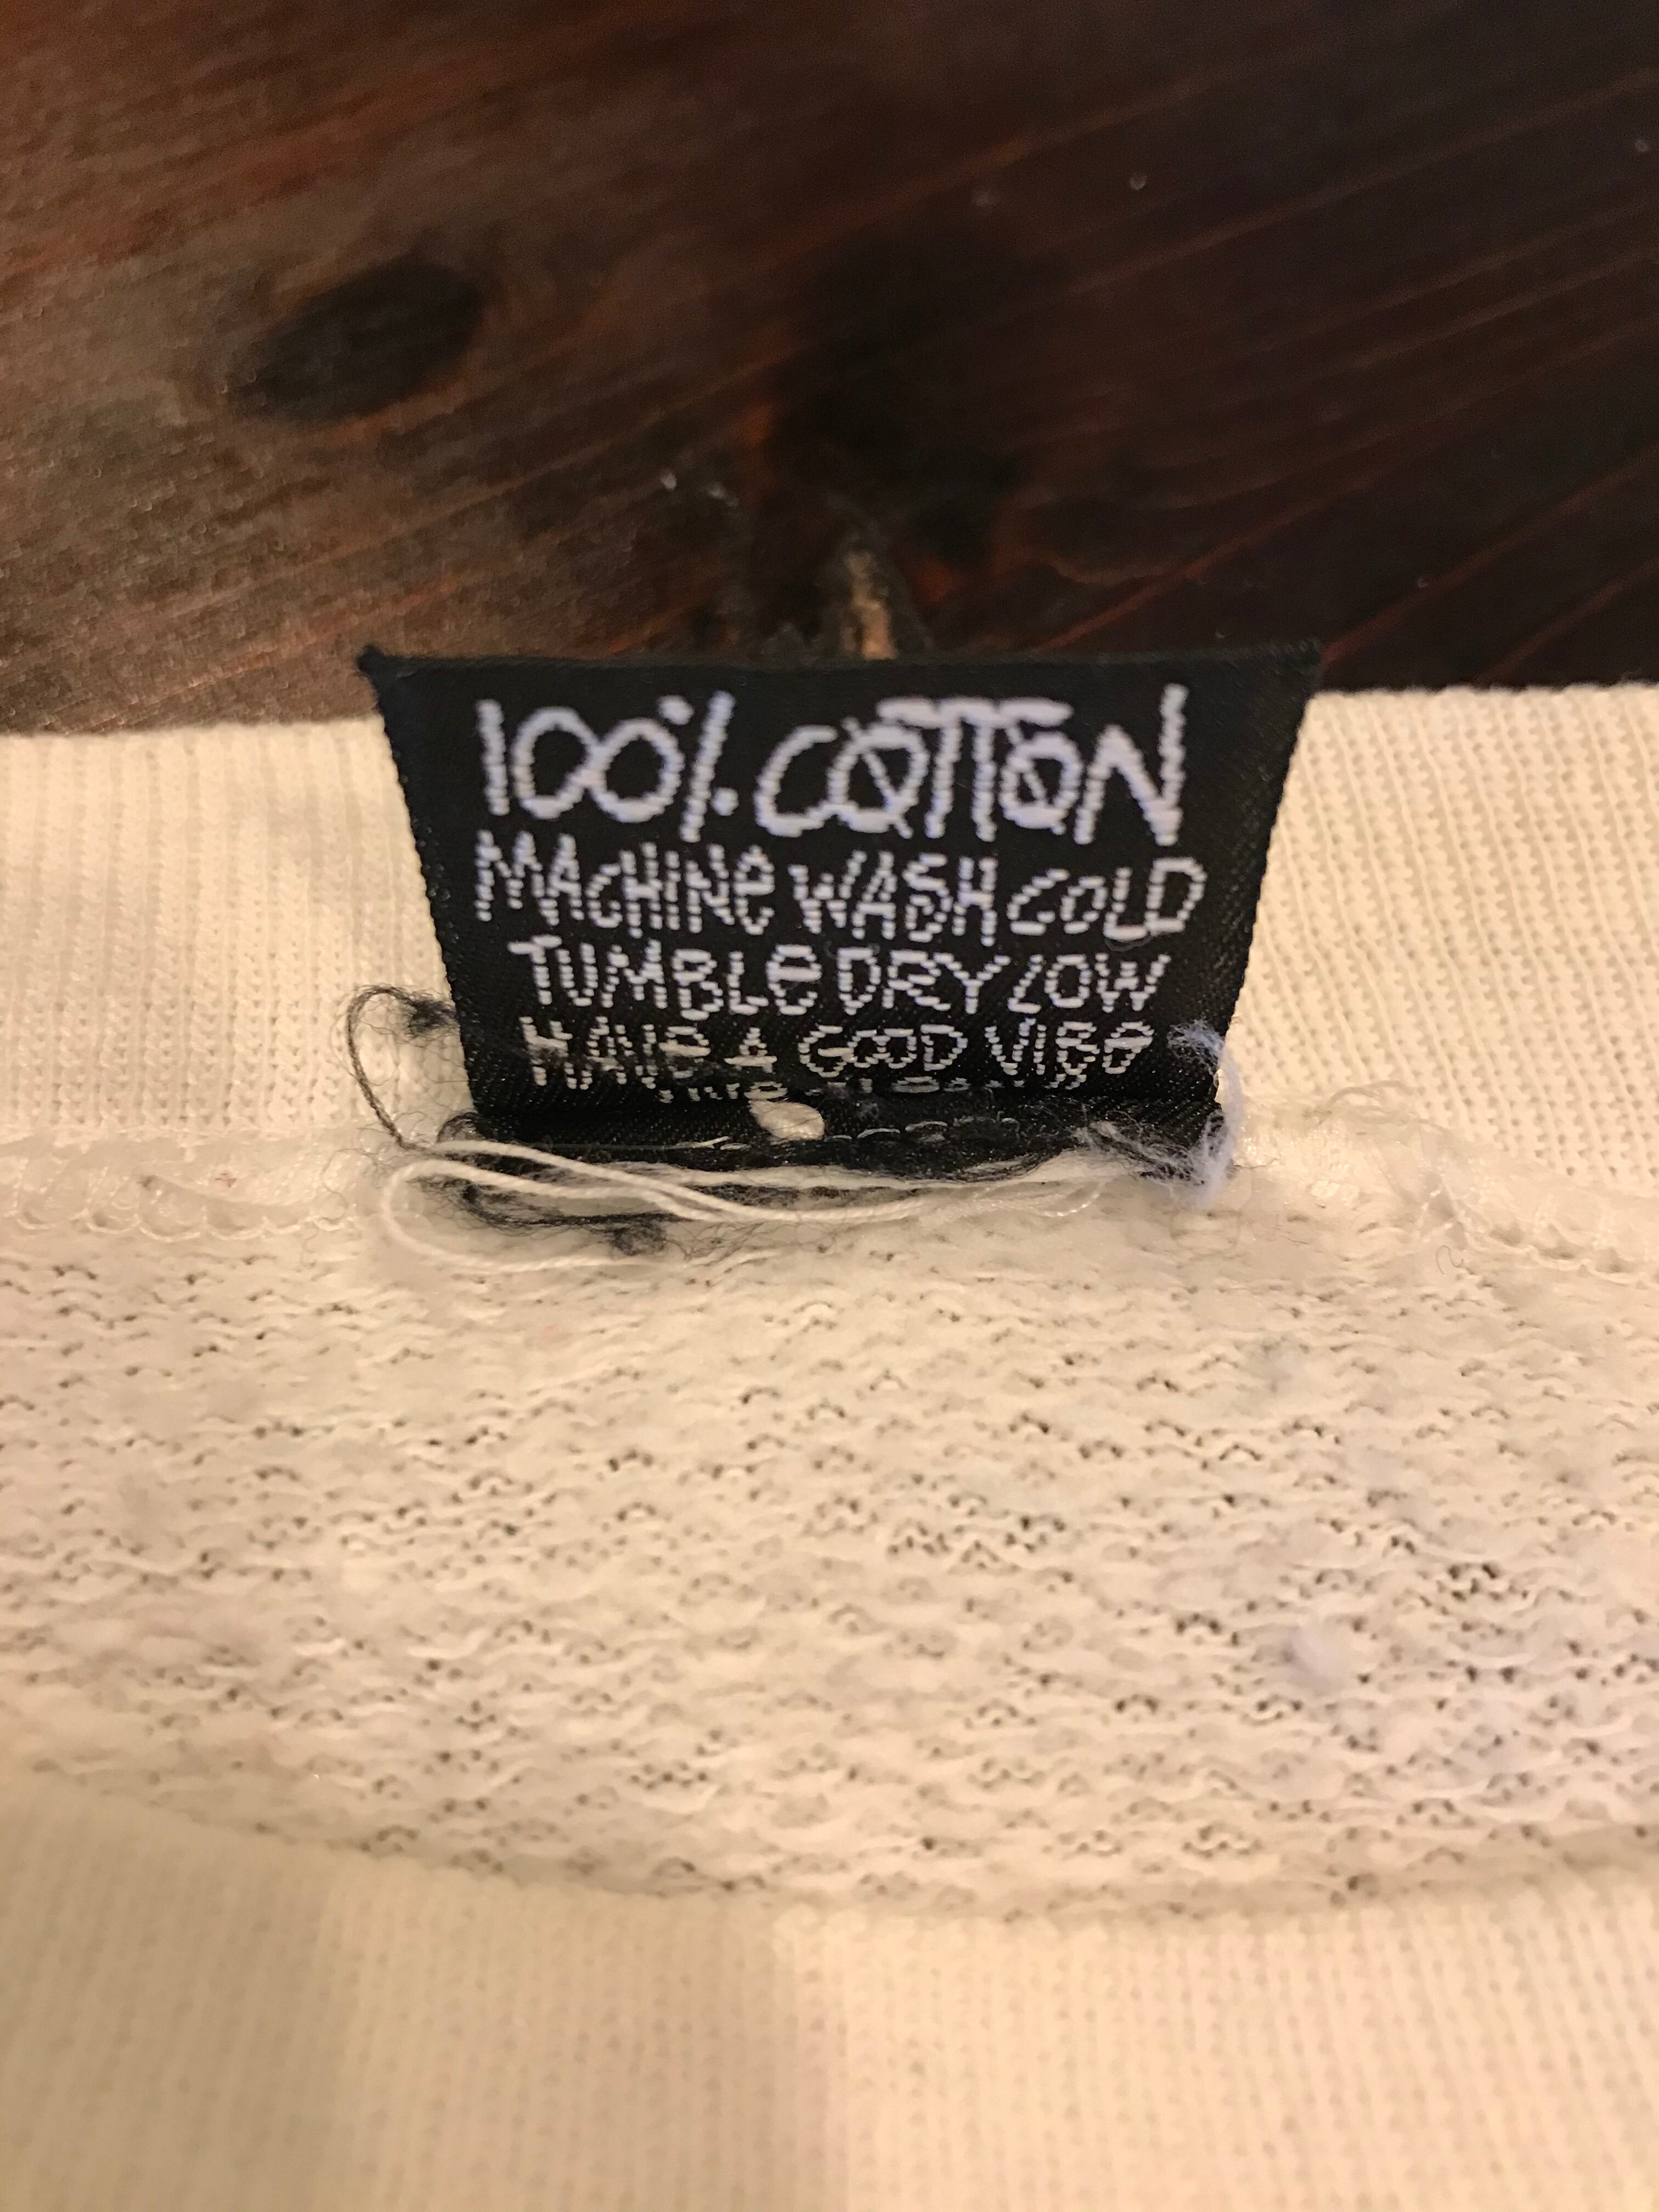 100% COTTON
MACHINE WASH COLD
TUMBLE DRY LOW
HAVE A GOOD VIBE